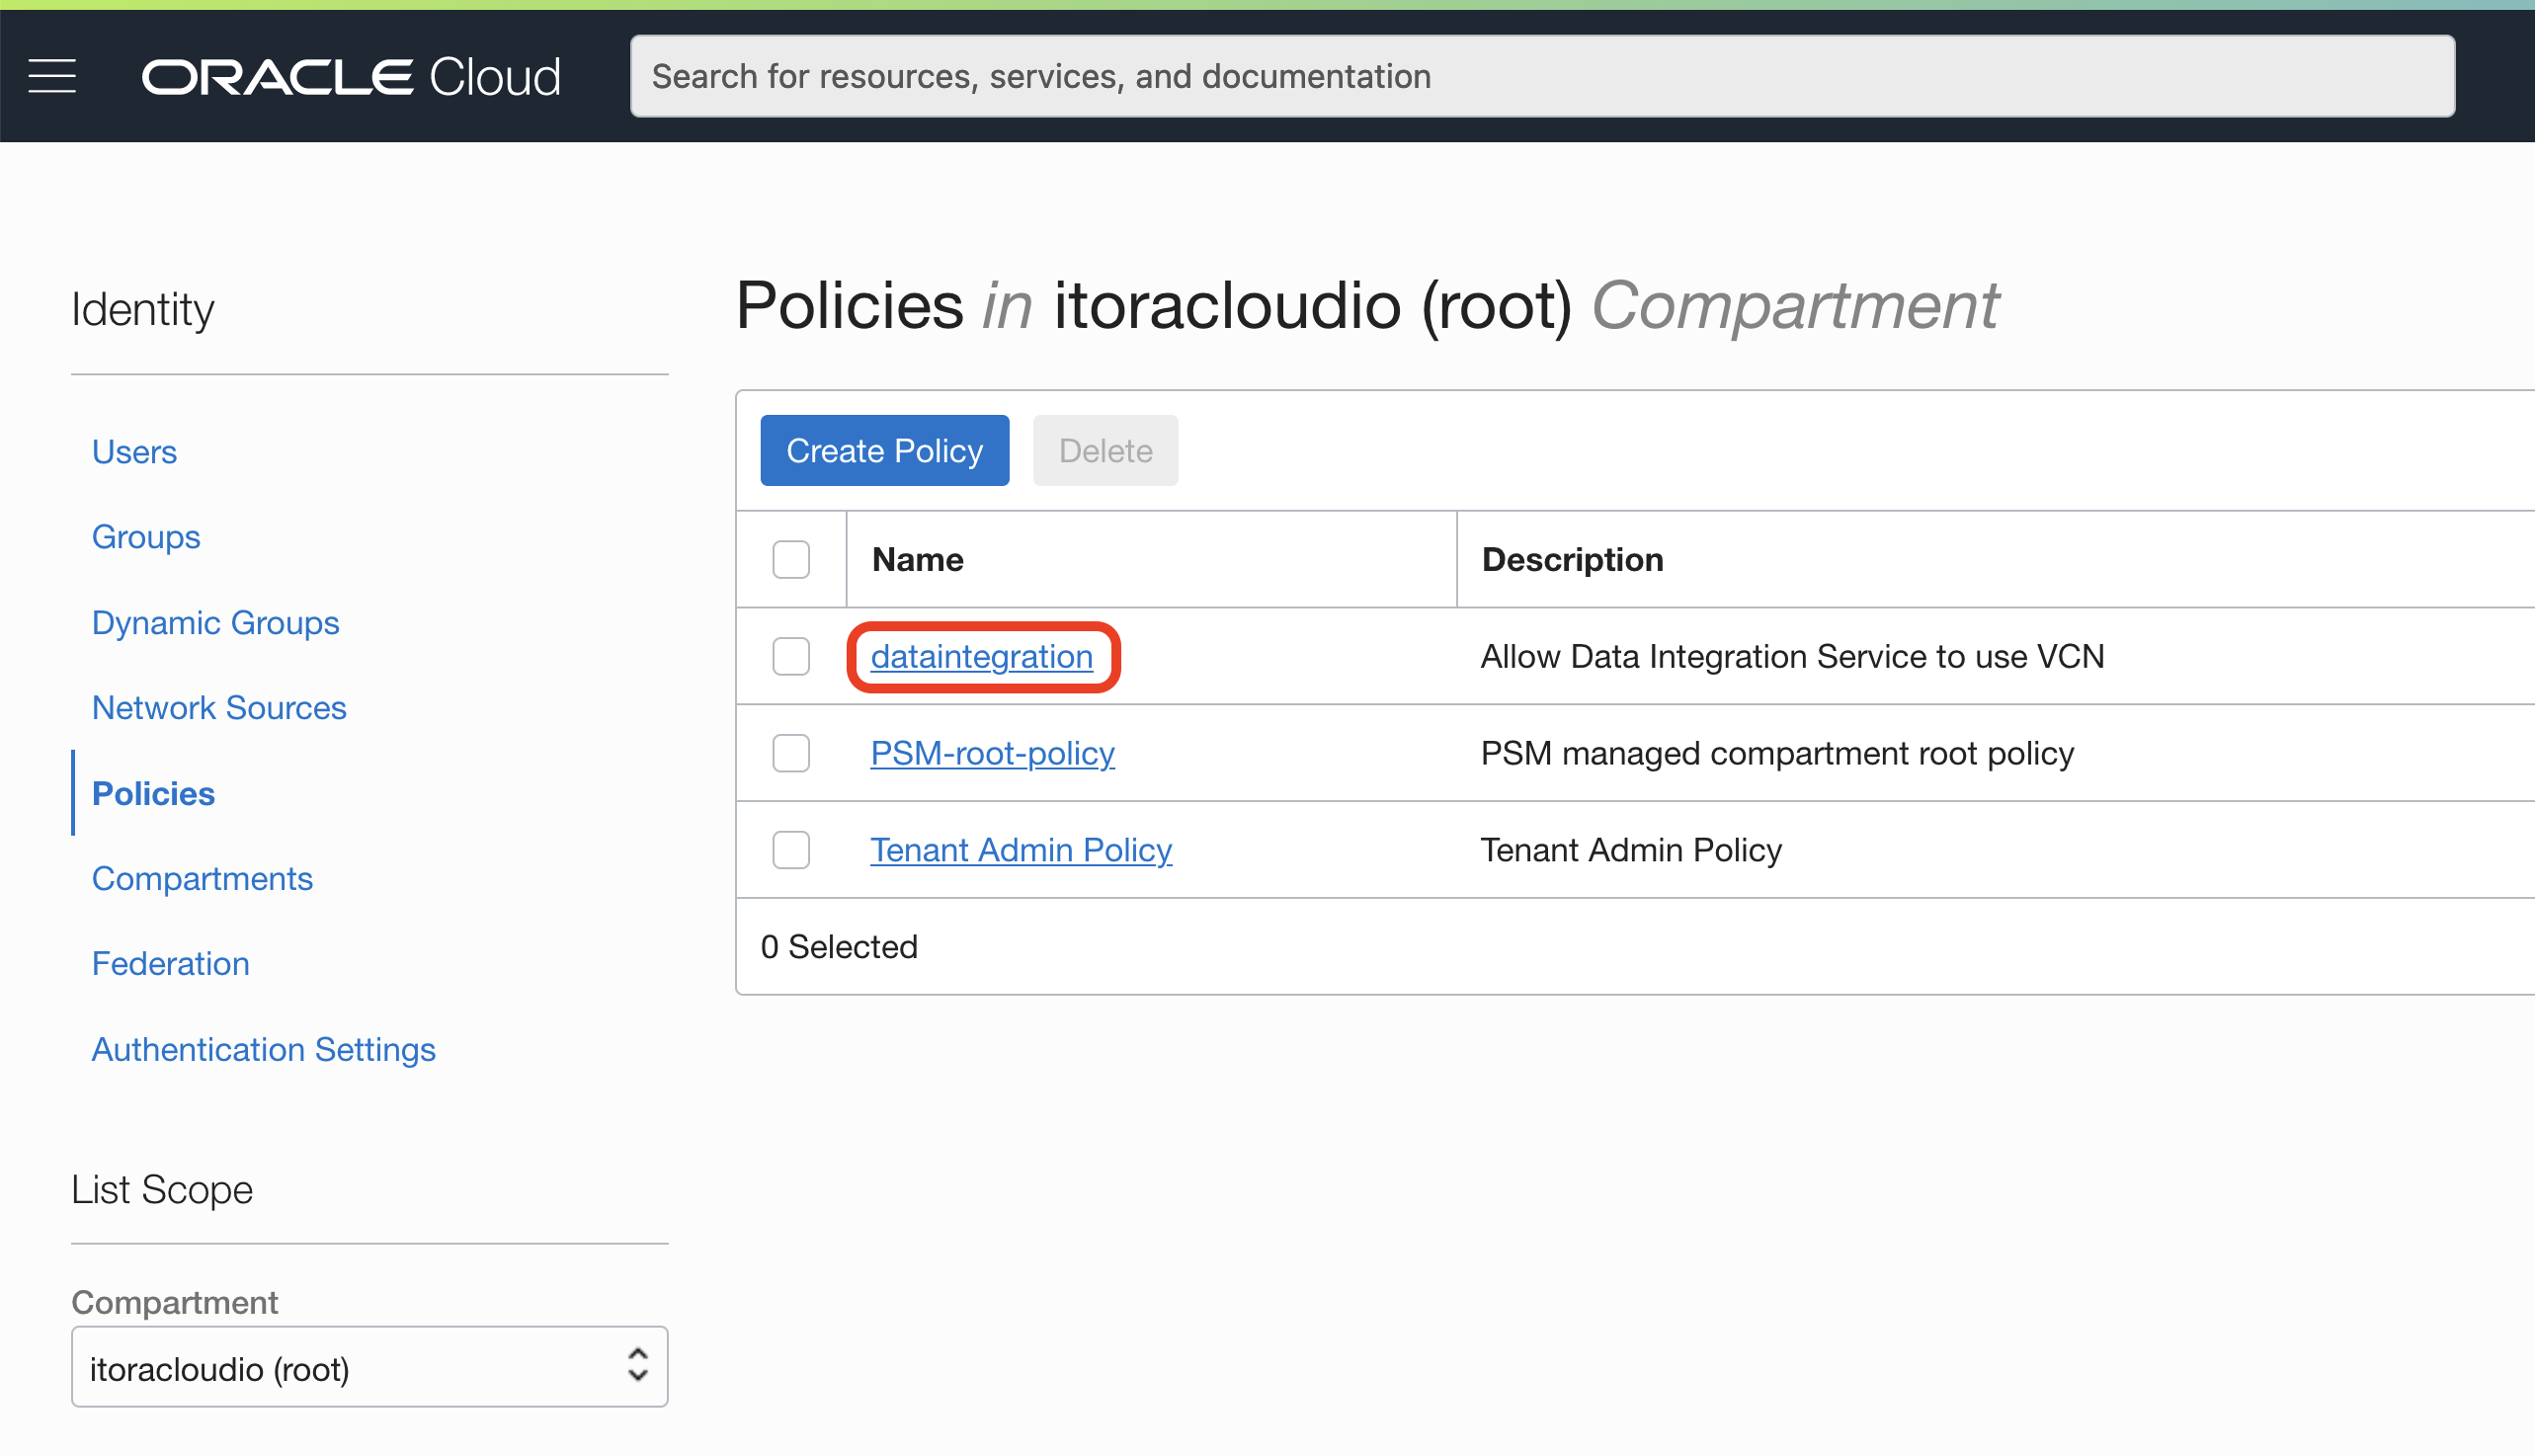 ORACLE Cloud
Search for resources, services, and documentation
Identity
Users
Groups
Dynamic Groups
Network Sources
Policies
Compartments
Federation
Authentication Settings
List Scope
Compartment
itoracloudio (root)
Policies in itoracloudio (root) Compartment
Create Policy Delete
Name Description
dataintegration Allow Data Integration Service to use VCN
PSM-root-policy PSM managed compartment root policy
Tenant Admin Policy Tenant Admin Policy
0 Selected